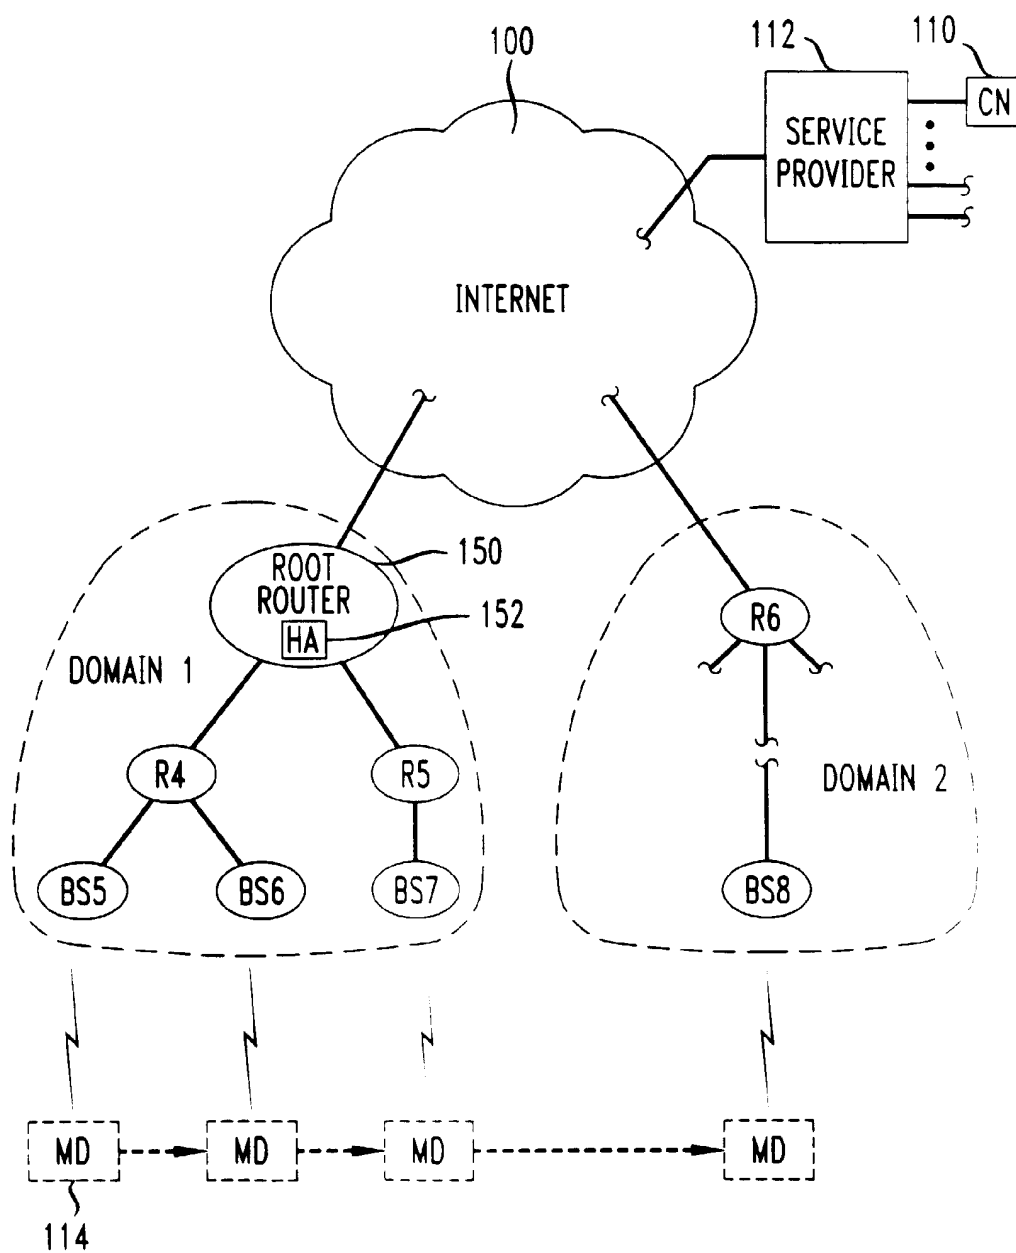 100
112
110
CN
SERVICE
PROVIDER
INTERNET
ROOT
ROUTER
HA
150
152
R6
DOMAIN 1
R4
R5
DOMAIN 2
BS5
BS6
BS7
BS8
MD
MD
MD
MD
114